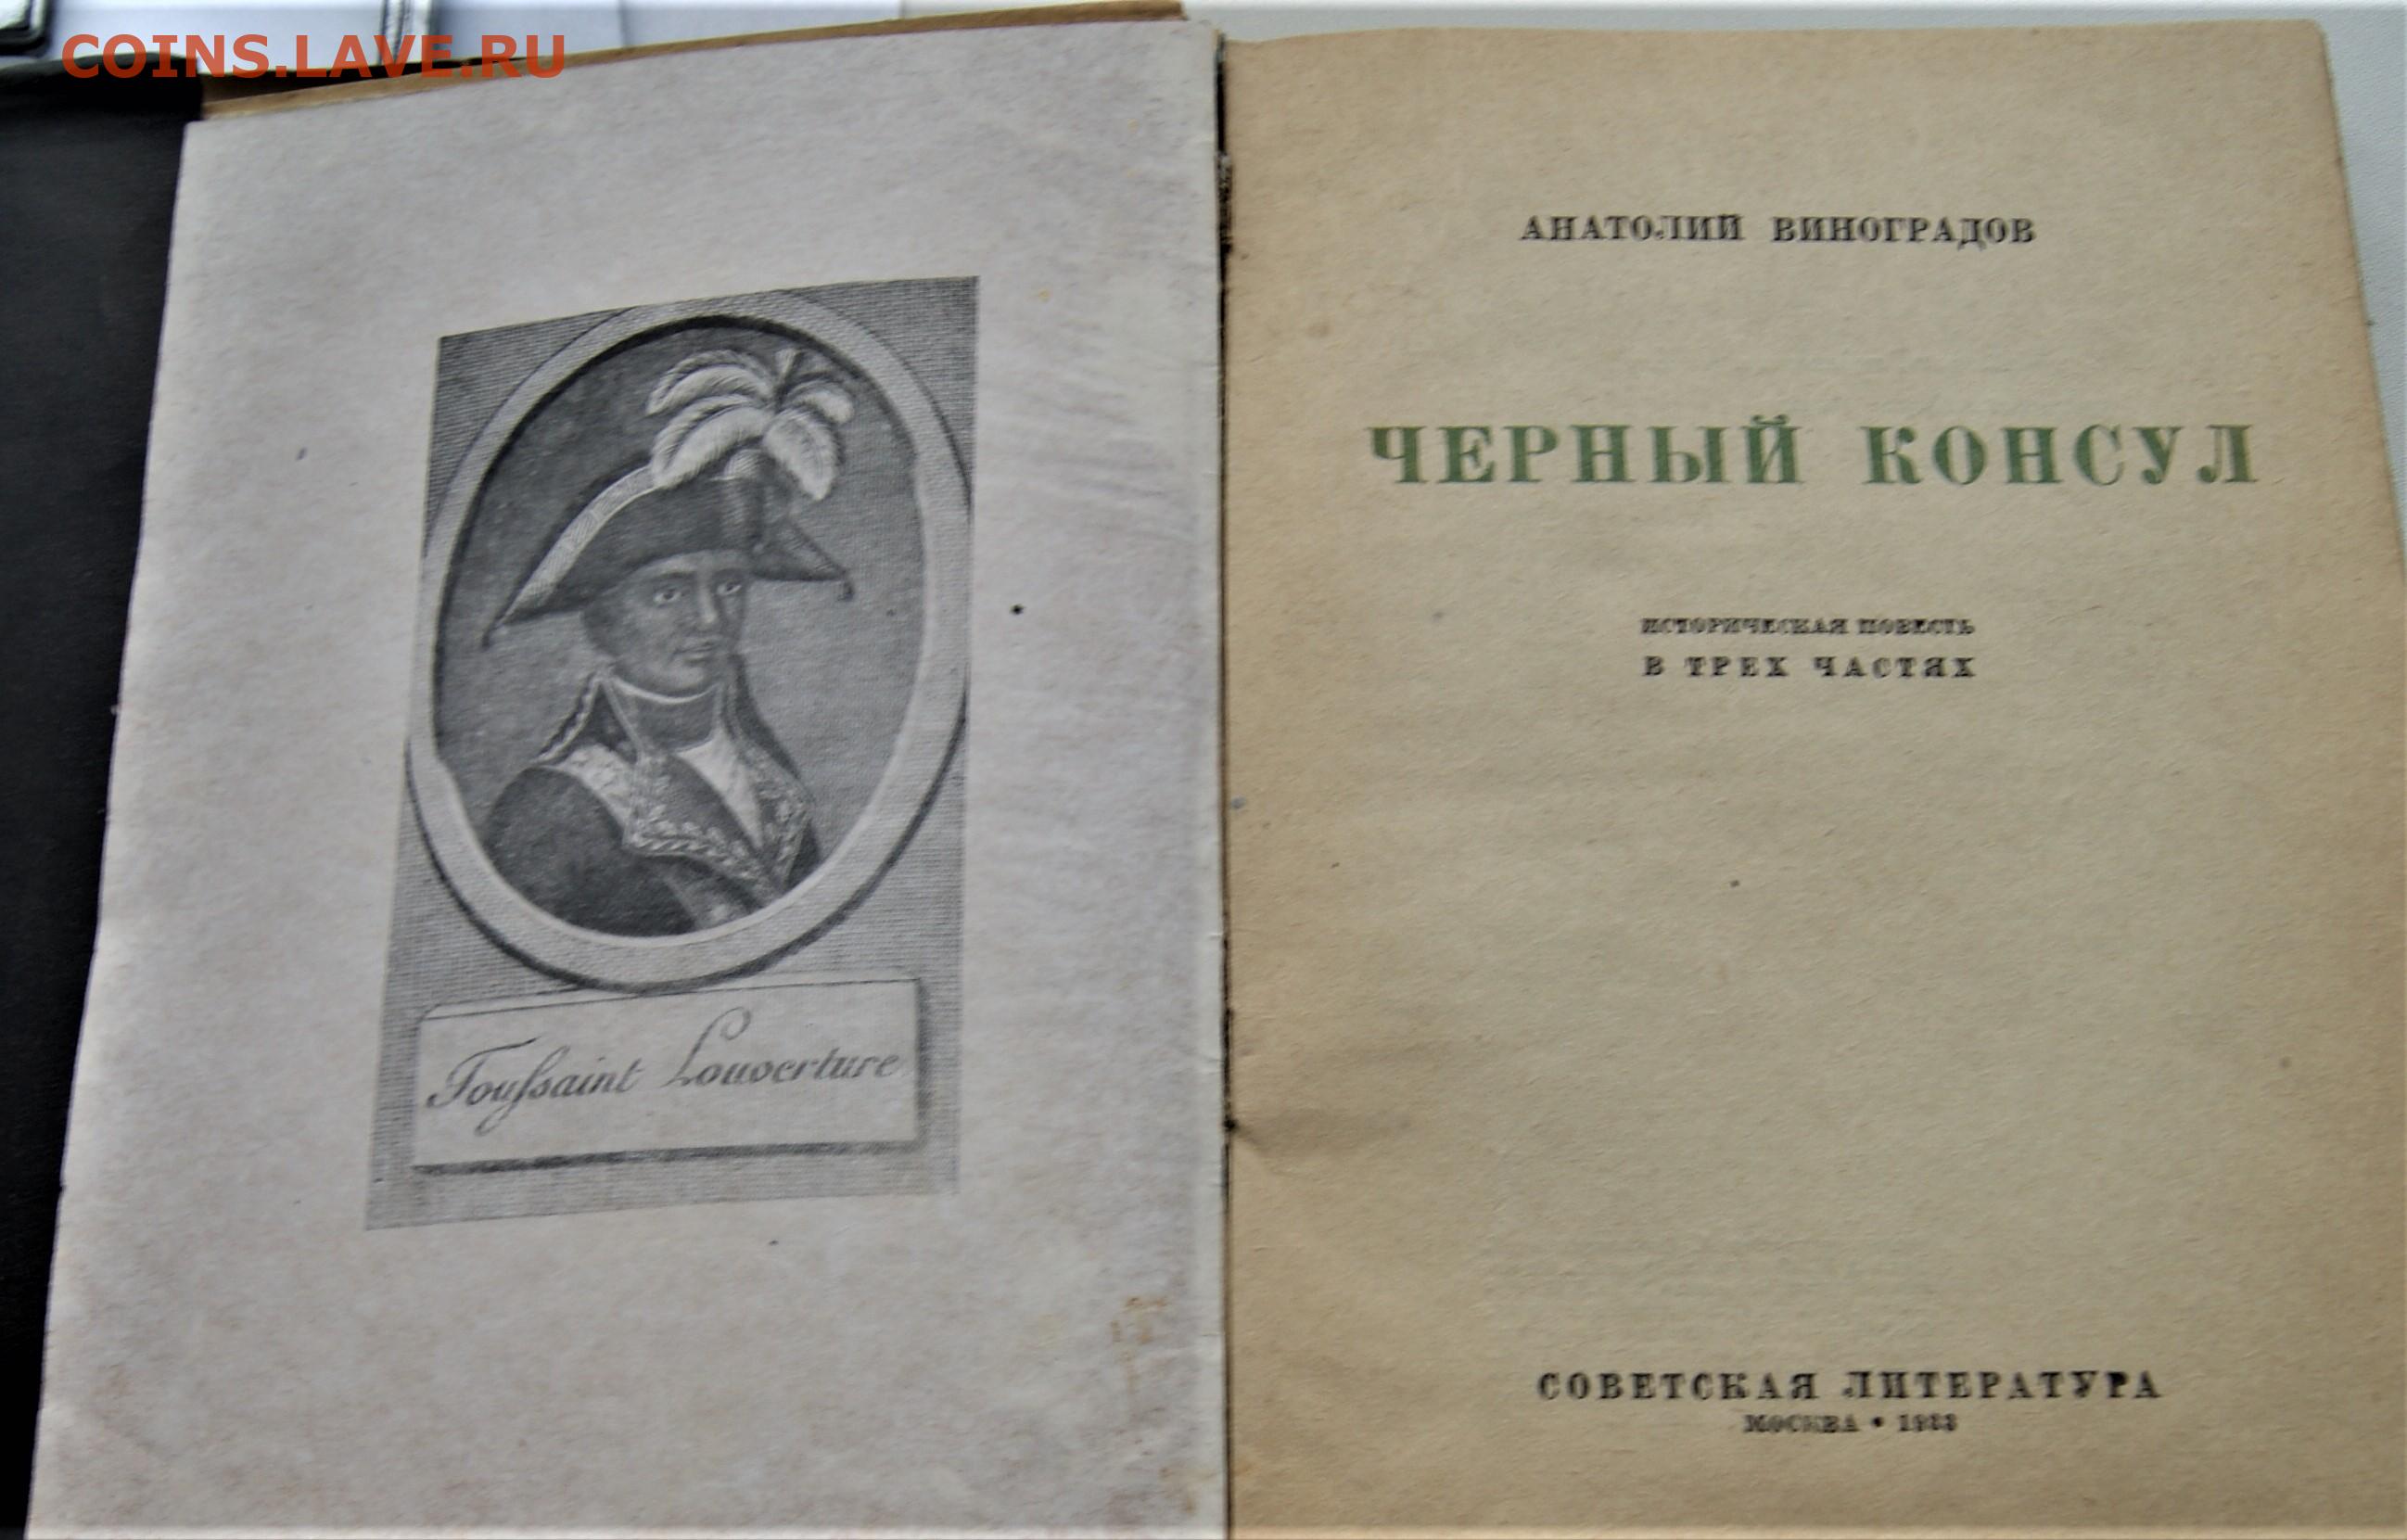 COINS.LAVE.RU
Touſsaint Louverture
АНАТОЛИЙ ВИНОГРАДОВ
ЧЕРНЫЙ КОНСУЛ
ИСТОРИЧЕСКАЯ ПОВЕСТЬ
В ТРЕХ ЧАСТЯХ
СОВЕТСКАЯ ЛИТЕРАТУРА
МОСКВА • 1933